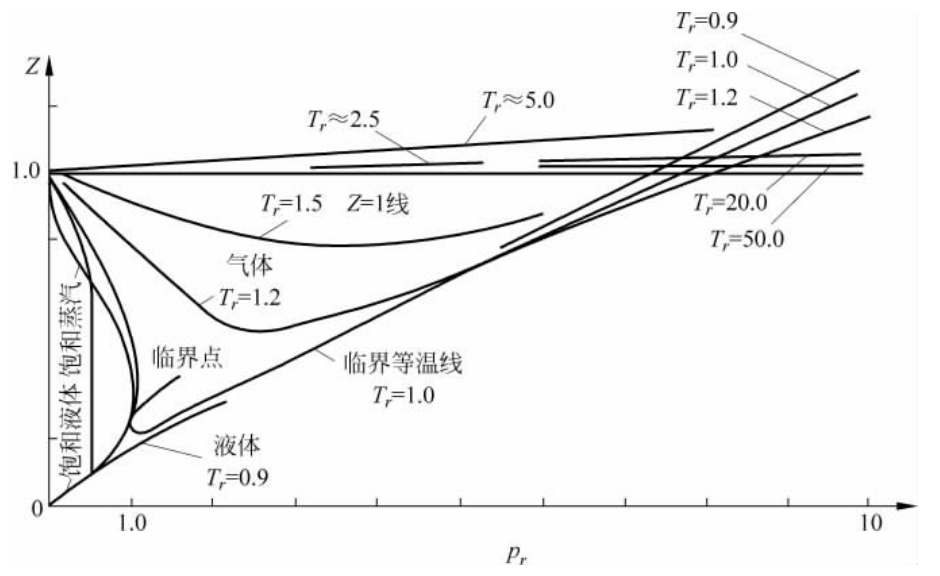 Z
T_r=0.9
T_r=1.0
T_r=1.2
T_r≈5.0
T_r≈2.5
1.0
T_r=1.5 Z=1线
T_r=20.0
T_r=50.0
气体
T_r=1.2
饱和液体 饱和蒸汽
临界点
临界等温线
T_r=1.0
液体
T_r=0.9
0
1.0
10
p_r